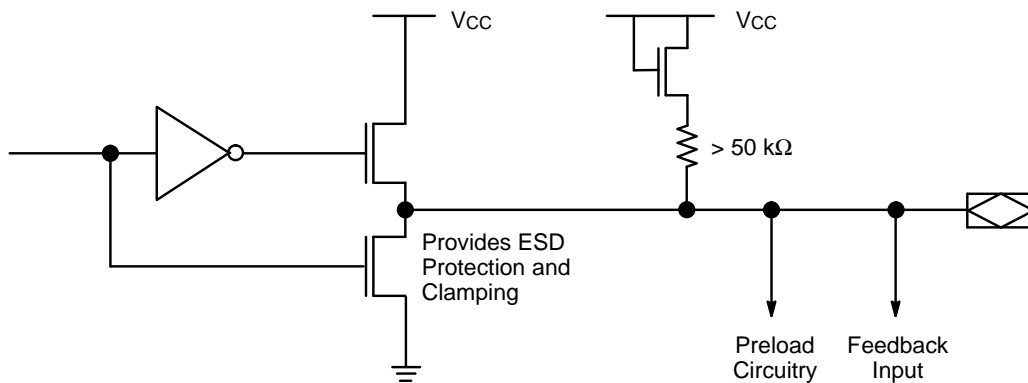 VCC
VCC
> 50 kΩ
Provides ESD
Protection and
Clamping
Preload
Circuitry
Feedback
Input